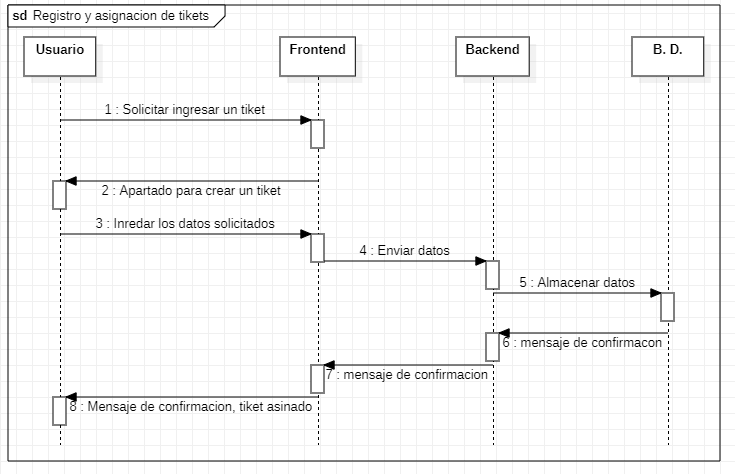 sd Registro y asignacion de tikets
Usuario
Frontend
Backend
B. D.
1 : Solicitar ingresar un tiket
2 : Apartado para crear un tiket
3 : Inredar los datos solicitados
4 : Enviar datos
5 : Almacenar datos
6 : mensaje de confirmacon
7 : mensaje de confirmacion
8 : Mensaje de confirmacion, tiket asinado